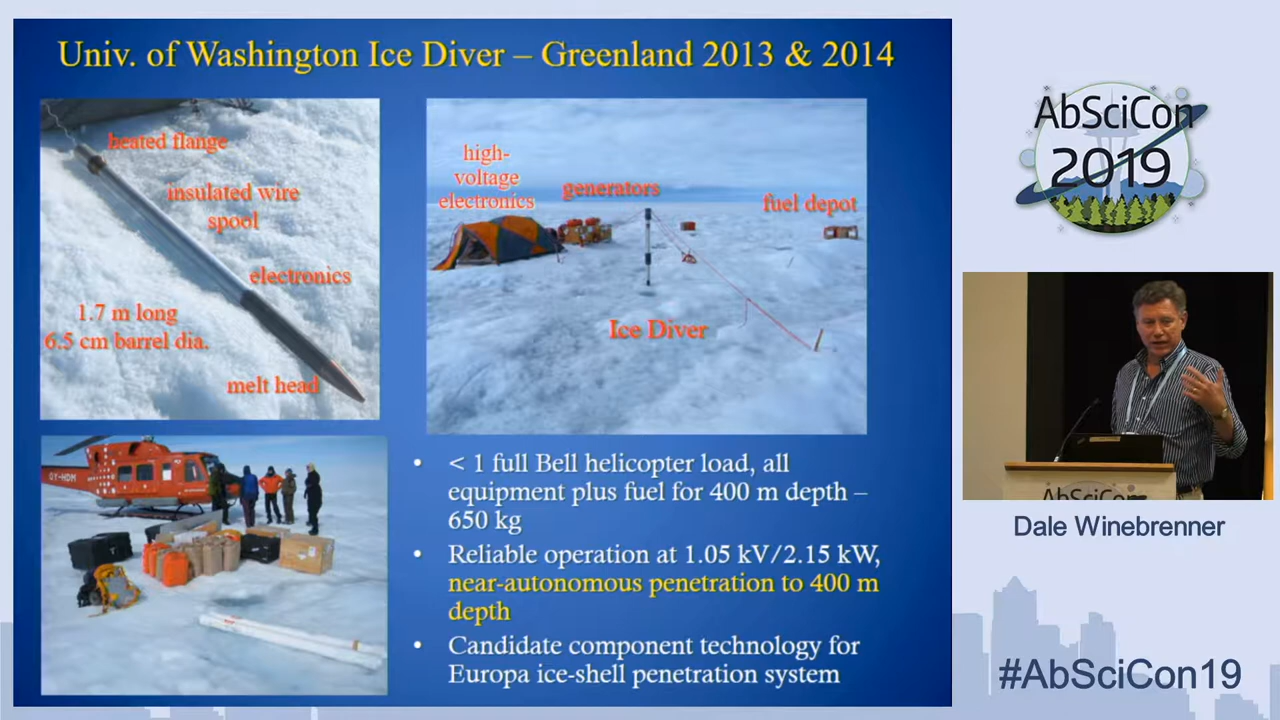 Univ. of Washington Ice Diver – Greenland 2013 & 2014
heated flange
insulated wire
spool
electronics
1.7 m long
6.5 cm barrel dia.
melt head
high-
voltage
electronics
generators
fuel depot
Ice Diver
OY-HDM
• < 1 full Bell helicopter load, all
equipment plus fuel for 400 m depth –
650 kg
• Reliable operation at 1.05 kV/2.15 kW,
near-autonomous penetration to 400 m
depth
• Candidate component technology for
Europa ice-shell penetration system
AbSciCon
2019
AbSciCon
Dale Winebrenner
#AbSciCon19